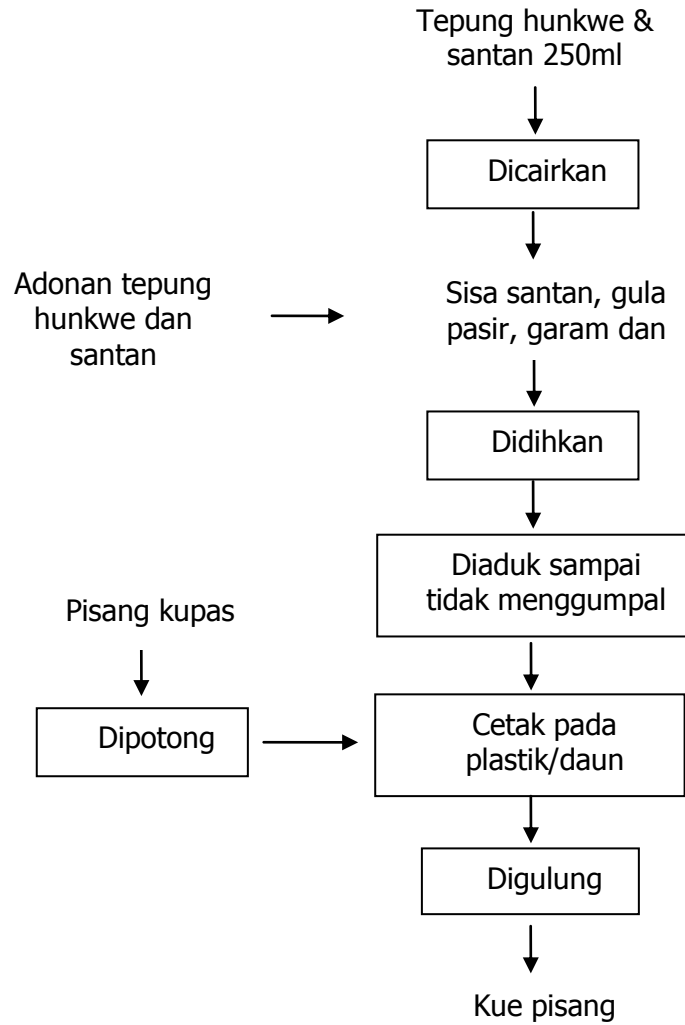 Tepung hunkwe &
santan 250ml
Dicairkan
Adonan tepung
hunkwe dan
santan
Sisa santan, gula
pasir, garam dan
Didihkan
Diaduk sampai
tidak menggumpal
Pisang kupas
Dipotong
Cetak pada
plastik/daun
Digulung
Kue pisang